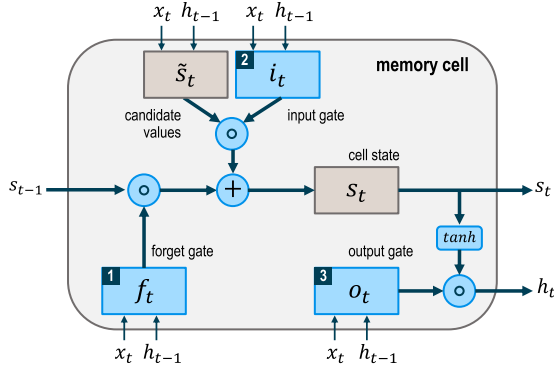 x_t h_{t−1} x_t h_{t−1}
2
s̃_t i_t
memory cell
candidate values
input gate
cell state
s_{t−1} + s_t s_t
tanh
forget gate
output gate
1 3
f_t o_t h_t
x_t h_{t−1} x_t h_{t−1}